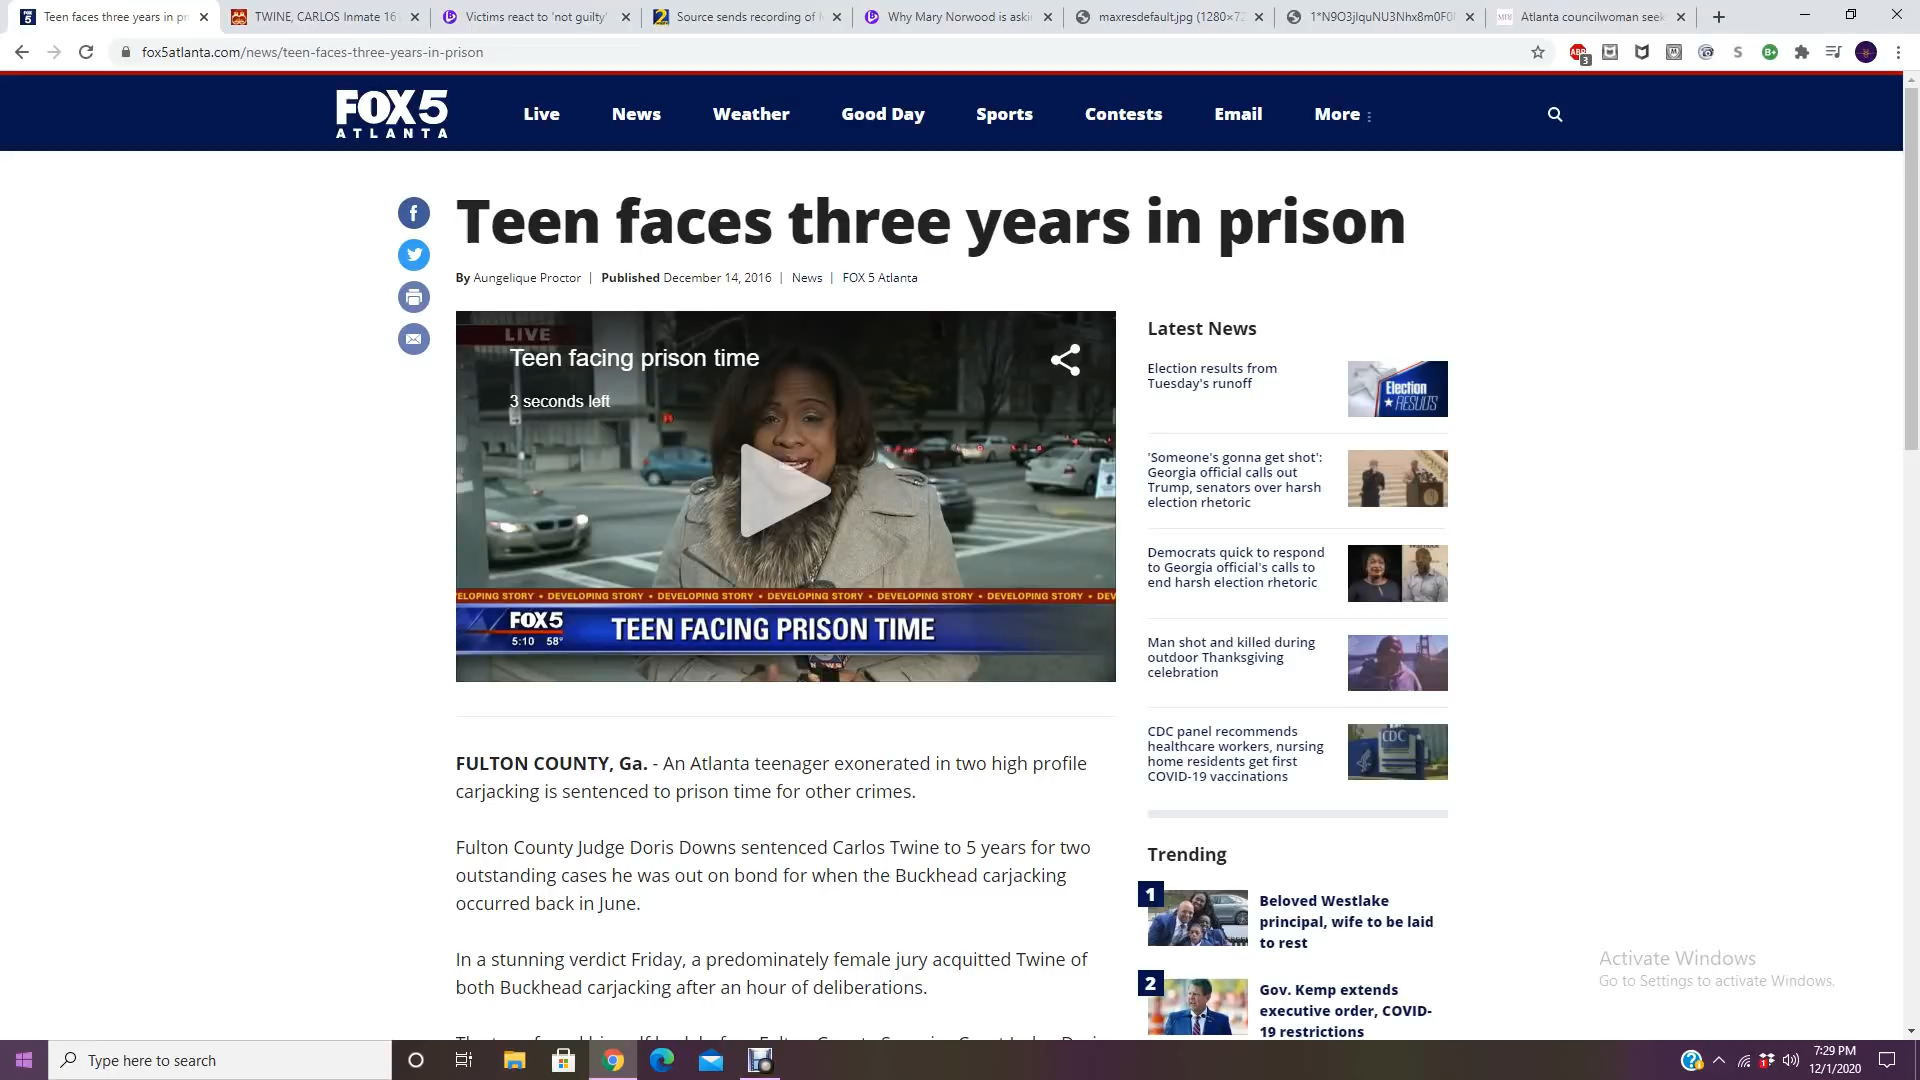 Teen faces three years in pr
TWINE, CARLOS Inmate 16
Victims react to 'not guilty'
Source sends recording of
Why Mary Norwood is aski
maxresdefault.jpg (1280×72
Atlanta councilwoman seek
fox5atlanta.com/news/teen-faces-three-years-in-prison
ABP
3
FOX 5
ATLANTA
Live
News
Weather
Good Day
Sports
Contests
Email
More
Teen faces three years in prison
By Aungelique Proctor | Published December 14, 2016 | News | FOX 5 Atlanta
LIVE
Teen facing prison time
3 seconds left
ELOPING STORY • DEVELOPING STORY • DEVELOPING STORY • DEVELOPING STORY • DEVELOPING STORY • DEVELOPING STORY • DEV
FOX 5
5:10 58°
TEEN FACING PRISON TIME
FULTON COUNTY, Ga. - An Atlanta teenager exonerated in two high profile
carjacking is sentenced to prison time for other crimes.
Fulton County Judge Doris Downs sentenced Carlos Twine to 5 years for two
outstanding cases he was out on bond for when the Buckhead carjacking
occurred back in June.
In a stunning verdict Friday, a predominately female jury acquitted Twine of
both Buckhead carjacking after an hour of deliberations.
Latest News
Election results from
Tuesday's runoff
Election
RESULTS
'Someone's gonna get shot':
Georgia official calls out
Trump, senators over harsh
election rhetoric
Democrats quick to respond
to Georgia official's calls to
end harsh election rhetoric
Man shot and killed during
outdoor Thanksgiving
celebration
CDC panel recommends
healthcare workers, nursing
home residents get first
COVID-19 vaccinations
CDC
Trending
1
Beloved Westlake
principal, wife to be laid
to rest
2
Gov. Kemp extends
executive order, COVID-
19 restrictions
Activate Windows
Go to Settings to activate Windows.
Type here to search
7:29 PM
12/1/2020